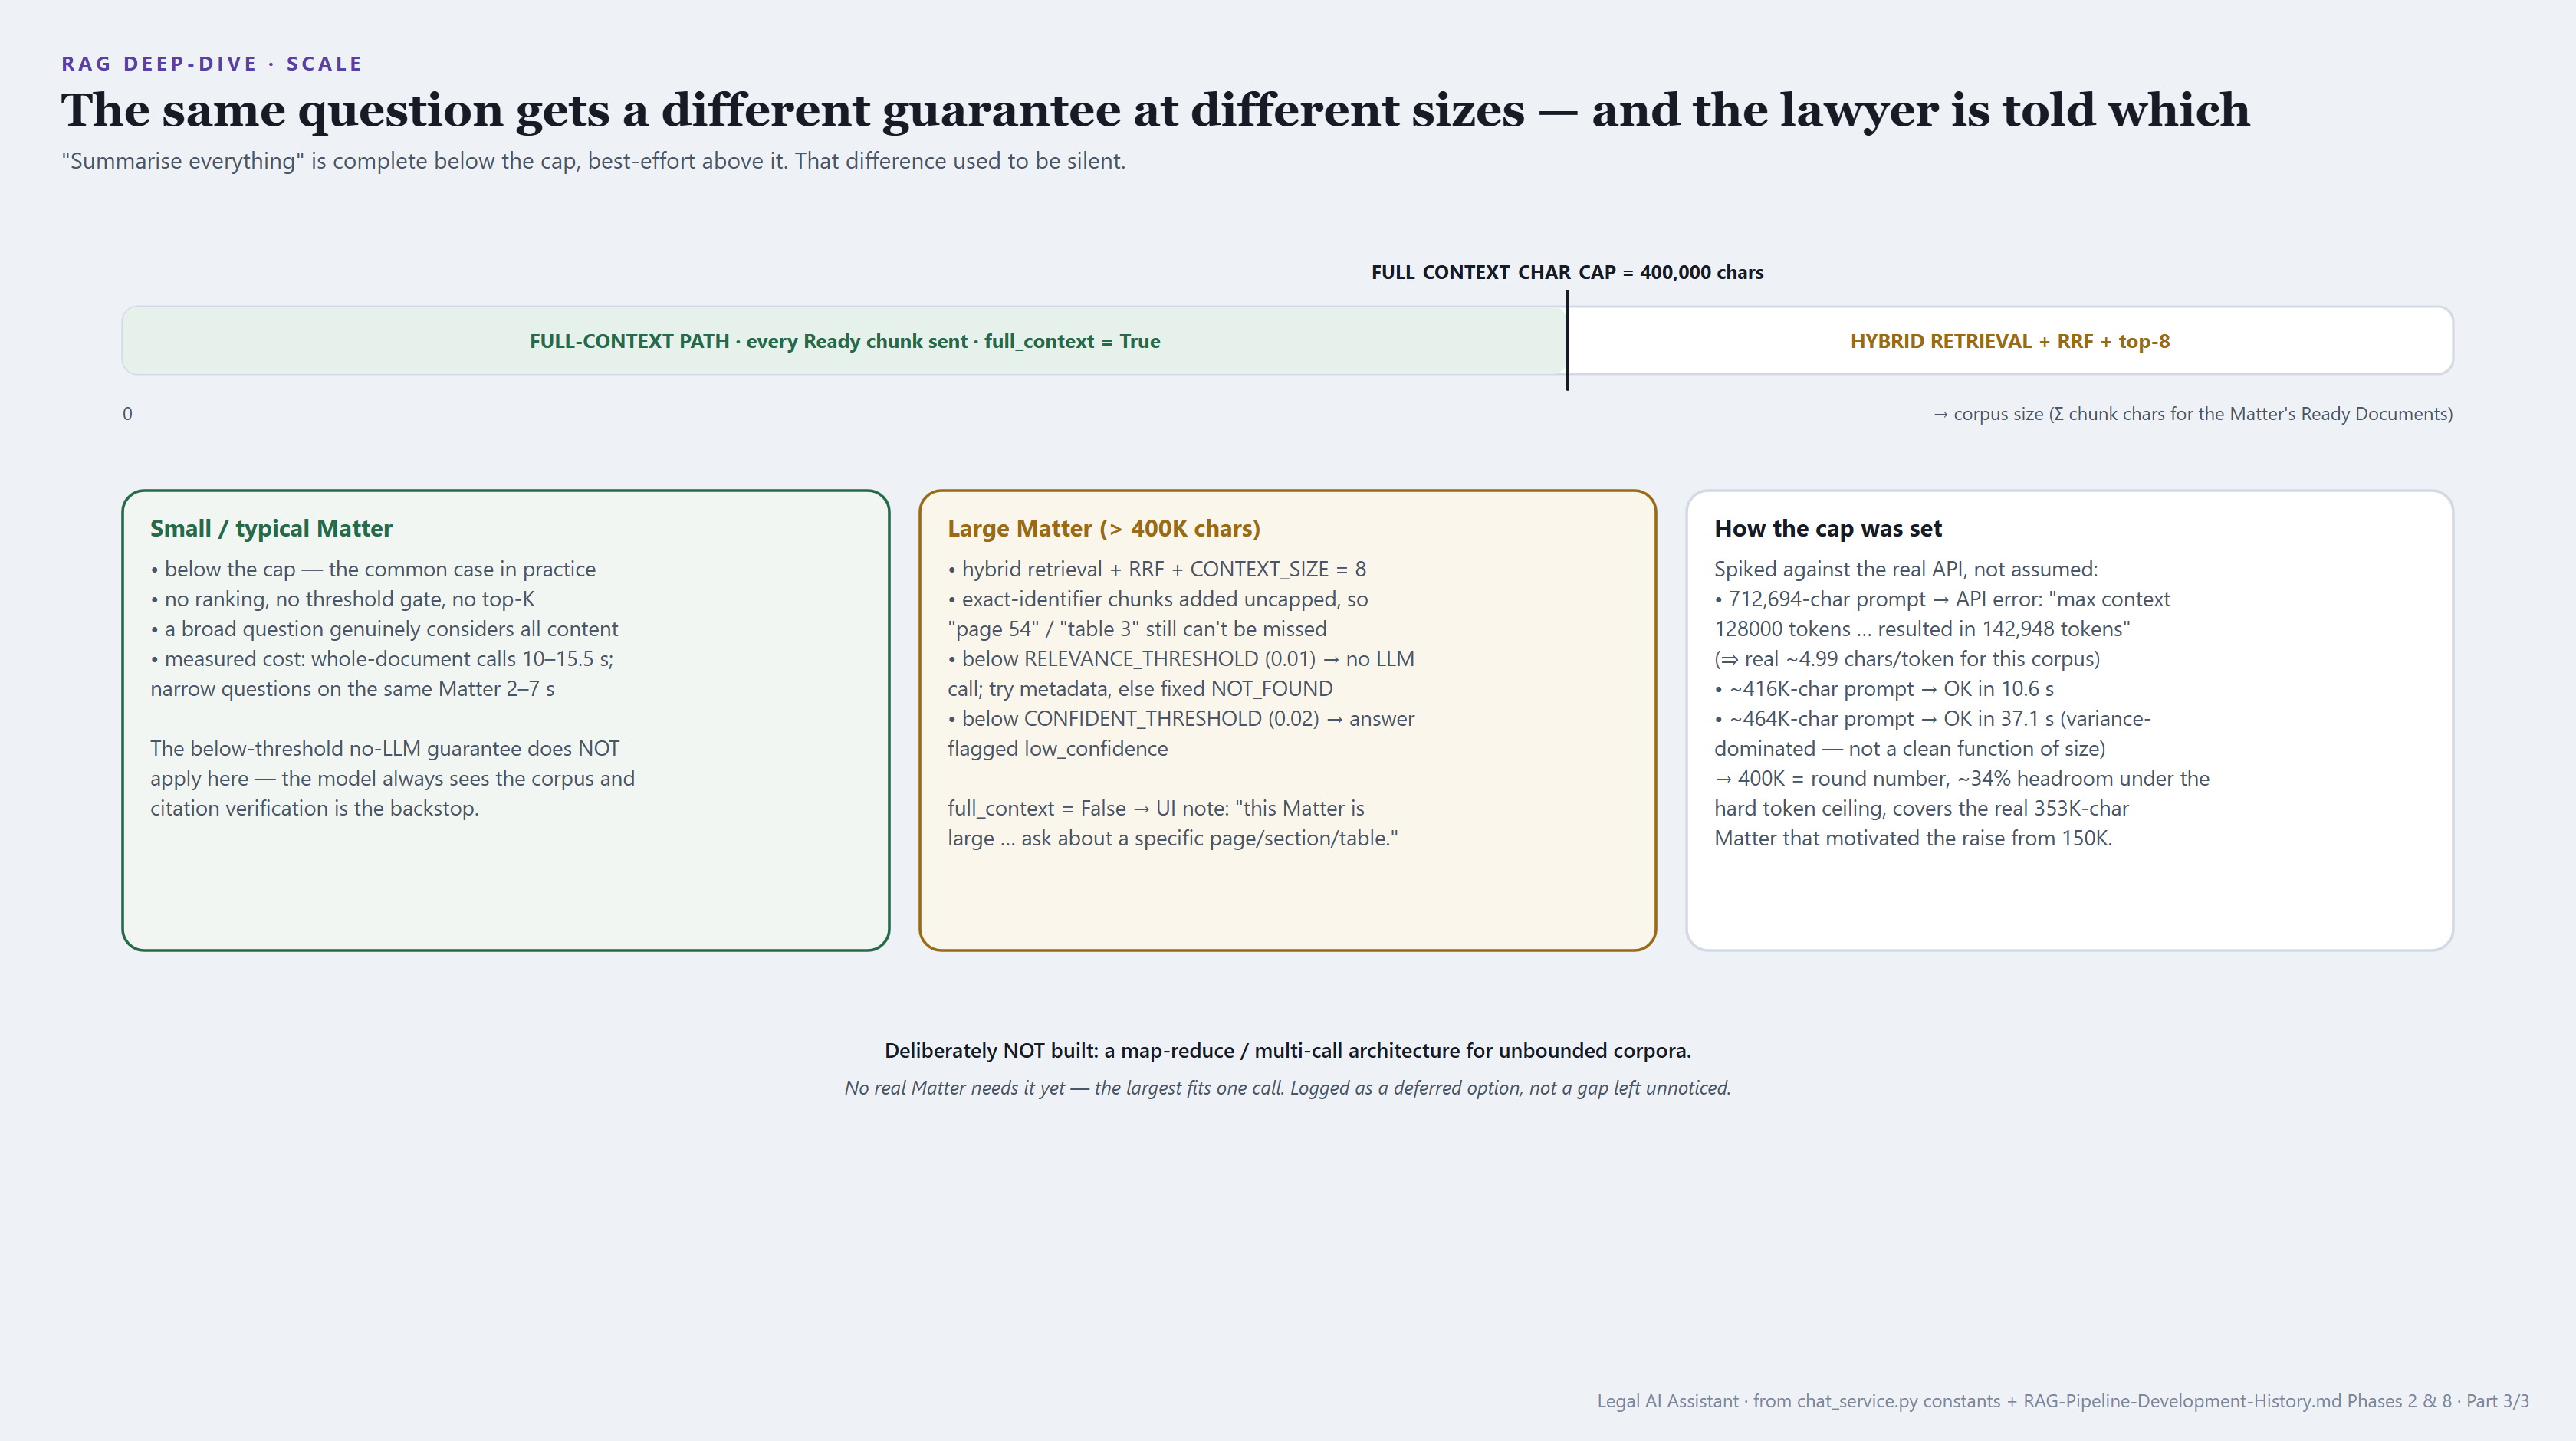 RAG DEEP-DIVE · SCALE
The same question gets a different guarantee at different sizes — and the lawyer is told which
"Summarise everything" is complete below the cap, best-effort above it. That difference used to be silent.
FULL_CONTEXT_CHAR_CAP = 400,000 chars
FULL-CONTEXT PATH · every Ready chunk sent · full_context = True
HYBRID RETRIEVAL + RRF + top-8
0
→ corpus size (Σ chunk chars for the Matter's Ready Documents)
Small / typical Matter
• below the cap — the common case in practice
• no ranking, no threshold gate, no top-K
• a broad question genuinely considers all content
• measured cost: whole-document calls 10–15.5 s;
narrow questions on the same Matter 2–7 s
The below-threshold no-LLM guarantee does NOT
apply here — the model always sees the corpus and
citation verification is the backstop.
Large Matter (> 400K chars)
• hybrid retrieval + RRF + CONTEXT_SIZE = 8
• exact-identifier chunks added uncapped, so
"page 54" / "table 3" still can't be missed
• below RELEVANCE_THRESHOLD (0.01) → no LLM
call; try metadata, else fixed NOT_FOUND
• below CONFIDENT_THRESHOLD (0.02) → answer
flagged low_confidence
full_context = False → UI note: "this Matter is
large ... ask about a specific page/section/table."
How the cap was set
Spiked against the real API, not assumed:
• 712,694-char prompt → API error: "max context
128000 tokens ... resulted in 142,948 tokens"
(⇒ real ~4.99 chars/token for this corpus)
• ~416K-char prompt → OK in 10.6 s
• ~464K-char prompt → OK in 37.1 s (variance-
dominated — not a clean function of size)
→ 400K = round number, ~34% headroom under the
hard token ceiling, covers the real 353K-char
Matter that motivated the raise from 150K.
Deliberately NOT built: a map-reduce / multi-call architecture for unbounded corpora.
No real Matter needs it yet — the largest fits one call. Logged as a deferred option, not a gap left unnoticed.
Legal AI Assistant · from chat_service.py constants + RAG-Pipeline-Development-History.md Phases 2 & 8 · Part 3/3